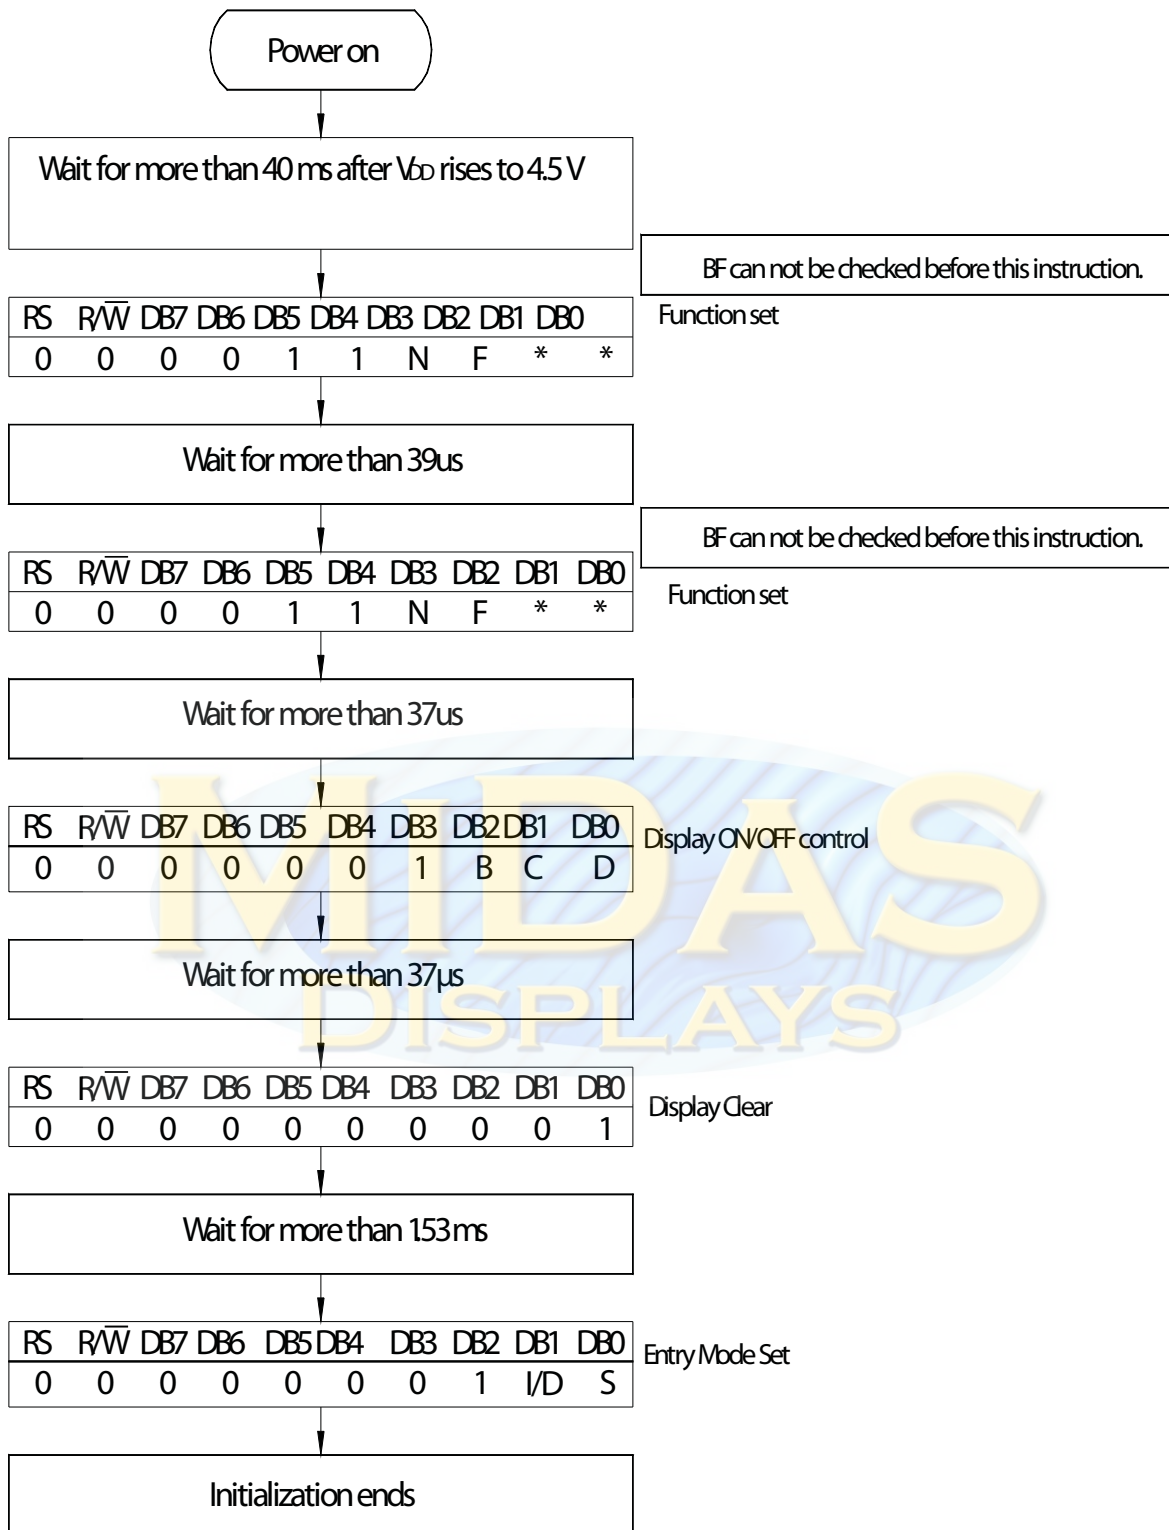 Power on
Wait for more than 40 ms after VDD rises to 4.5 V
BF can not be checked before this instruction.
RS R/W̅ DB7 DB6 DB5 DB4 DB3 DB2 DB1 DB0
Function set
0 0 0 0 1 1 N F * *
Wait for more than 39us
BF can not be checked before this instruction.
RS R/W̅ DB7 DB6 DB5 DB4 DB3 DB2 DB1 DB0
Function set
0 0 0 0 1 1 N F * *
Wait for more than 37us
RS R/W̅ DB7 DB6 DB5 DB4 DB3 DB2 DB1 DB0
Display ON/OFF control
0 0 0 0 0 0 1 B C D
MIDAS
Wait for more than 37µs
DISPLAYS
RS R/W̅ DB7 DB6 DB5 DB4 DB3 DB2 DB1 DB0
Display Clear
0 0 0 0 0 0 0 0 0 1
Wait for more than 1.53 ms
RS R/W̅ DB7 DB6 DB5 DB4 DB3 DB2 DB1 DB0
Entry Mode Set
0 0 0 0 0 0 0 1 I/D S
Initialization ends